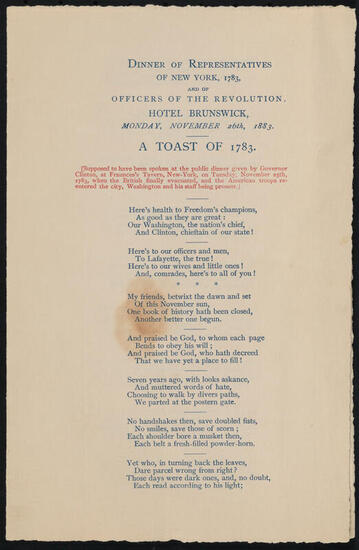 Dinner of Representatives
of New York, 1783,
and of
Officers of the Revolution,
Hotel Brunswick,
Monday, November 26th, 1883.
A Toast of 1783.
[Supposed to have been spoken at the public dinner given by Governor
Clinton, at Fraunces's Tavern, New-York, on Tuesday, November 25th,
1783, when the British finally evacuated, and the American troops re-
entered the city, Washington and his staff being present.]
Here's health to Freedom's champions,
As good as they are great:
Our Washington, the nation's chief,
And Clinton, chieftain of our state!
Here's to our officers and men,
To Lafayette, the true!
Here's to our wives and little ones!
And, comrades, here's to all of you!
* * *
My friends, betwixt the dawn and set
Of this November sun,
One book of history hath been closed,
Another better one begun.
And praised be God, to whom each page
Bends to obey his will;
And praised be God, who hath decreed
That we have yet a place to fill!
Seven years ago, with looks askance,
And muttered words of hate,
Choosing to walk by divers paths,
We parted at the postern gate.
No handshakes then, save doubled fists,
No smiles, save those of scorn;
Each shoulder bore a musket then,
Each belt a fresh-filled powder-horn.
Yet who, in turning back the leaves,
Dare parcel wrong from right?
Those days were dark ones, and, no doubt,
Each read according to his light;